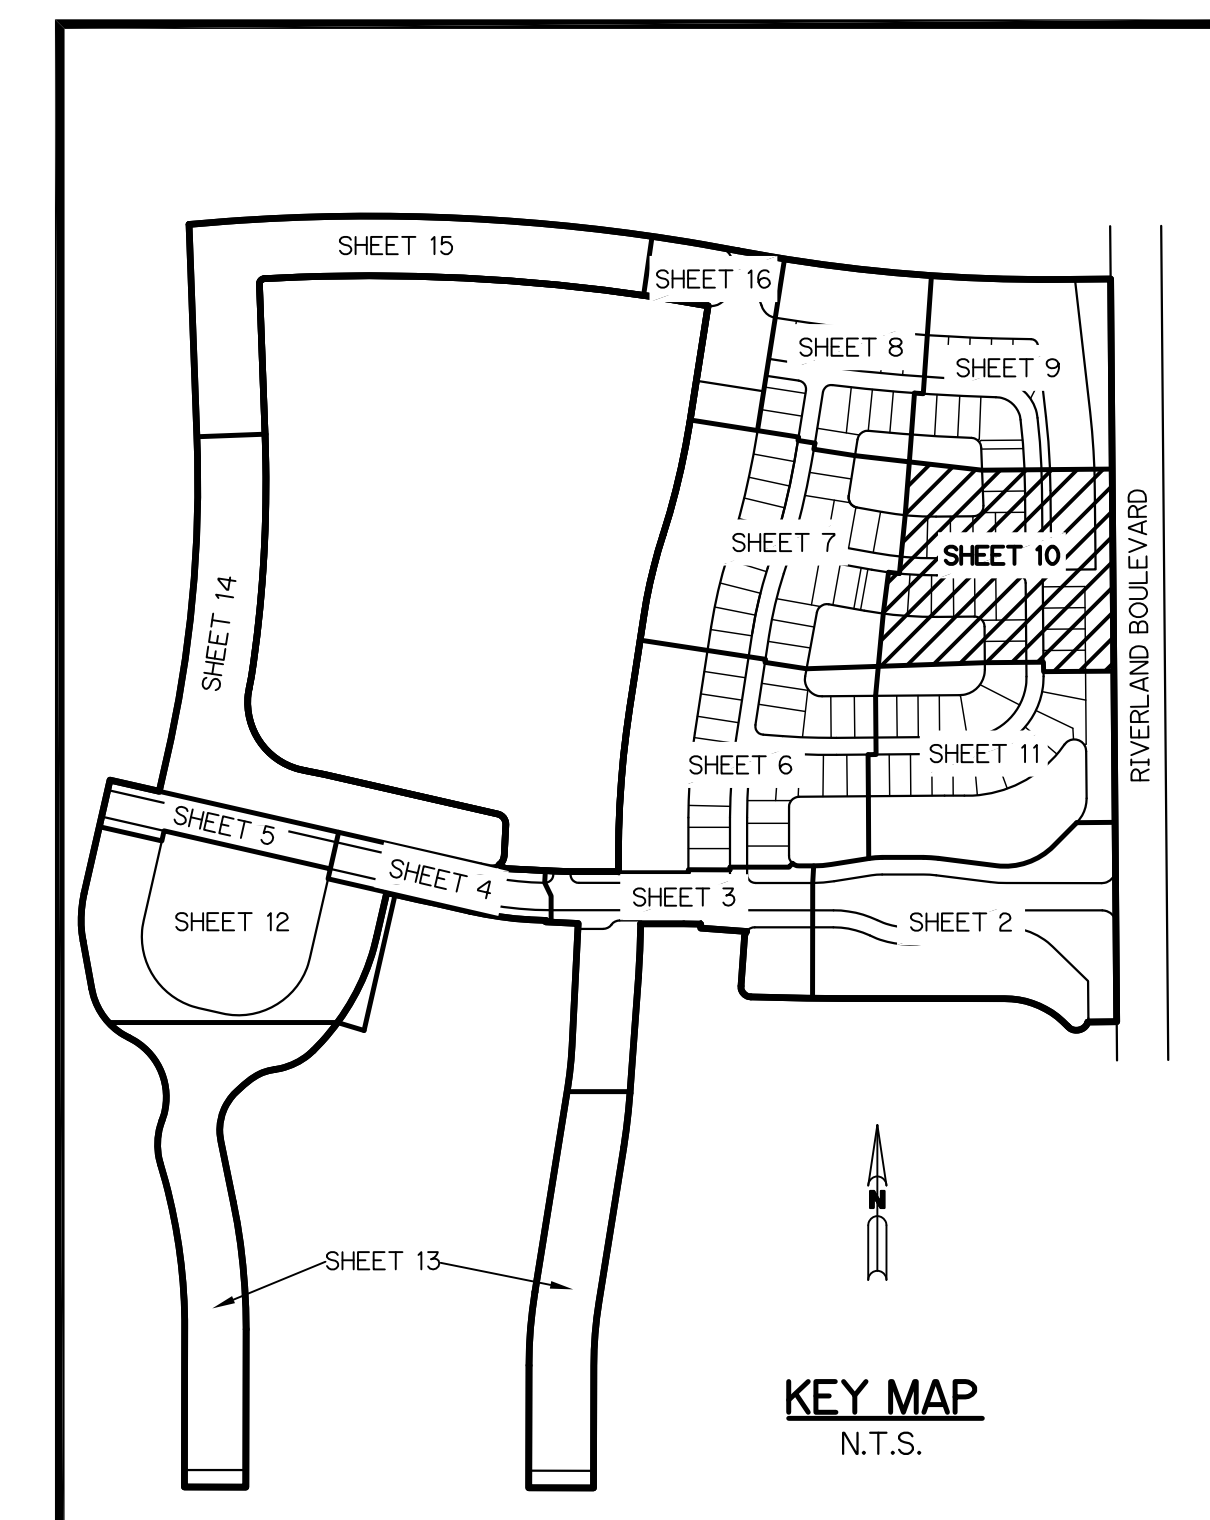 SHEET 15
SHEET 16
SHEET 8
SHEET 9
SHEET 7
SHEET 10
SHEET 14
RIVERLAND BOULEVARD
SHEET 6
SHEET 11
SHEET 5
SHEET 4
SHEET 3
SHEET 12
SHEET 2
N
SHEET 13
KEY MAP
N.T.S.